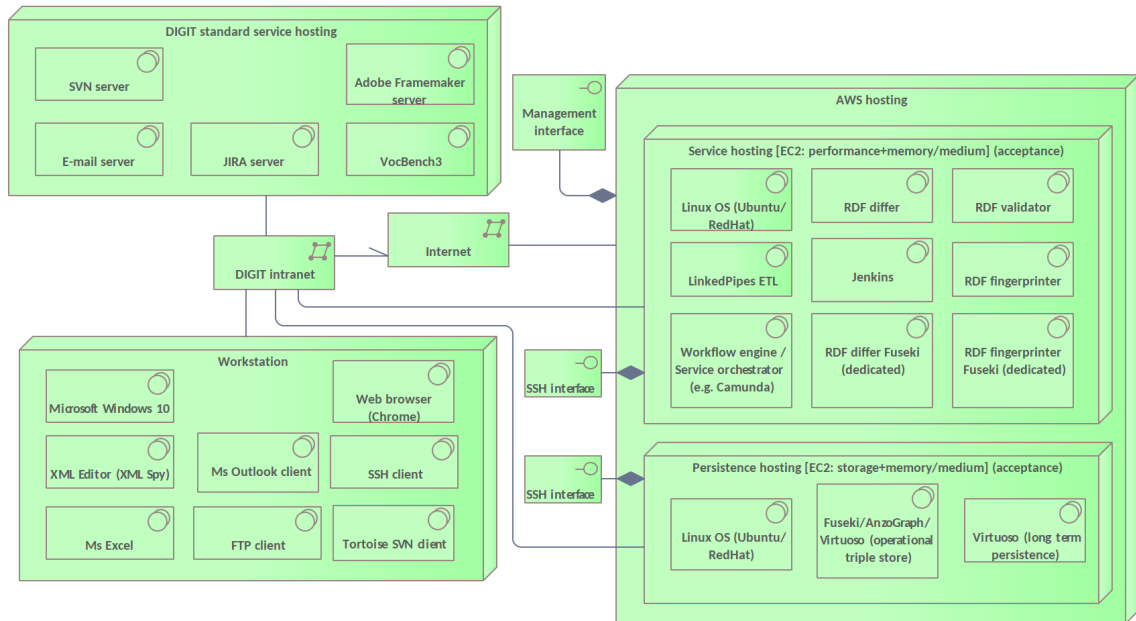 DIGIT standard service hosting
SVN server
Adobe Framemaker
server
E-mail server
JIRA server
VocBench3
Management
interface
AWS hosting
Service hosting [EC2: performance+memory/medium] (acceptance)
Linux OS (Ubuntu/
RedHat)
RDF differ
RDF validator
LinkedPipes ETL
Jenkins
RDF fingerprinter
Workflow engine /
Service orchestrator
(e.g. Camunda)
RDF differ Fuseki
(dedicated)
RDF fingerprinter
Fuseki (dedicated)
DIGIT intranet
Internet
SSH interface
SSH interface
Workstation
Microsoft Windows 10
Web browser
(Chrome)
XML Editor (XML Spy)
Ms Outlook client
SSH client
Ms Excel
FTP client
Tortoise SVN client
Persistence hosting [EC2: storage+memory/medium] (acceptance)
Linux OS (Ubuntu/
RedHat)
Fuseki/AnzoGraph/
Virtuoso (operational
triple store)
Virtuoso (long term
persistence)